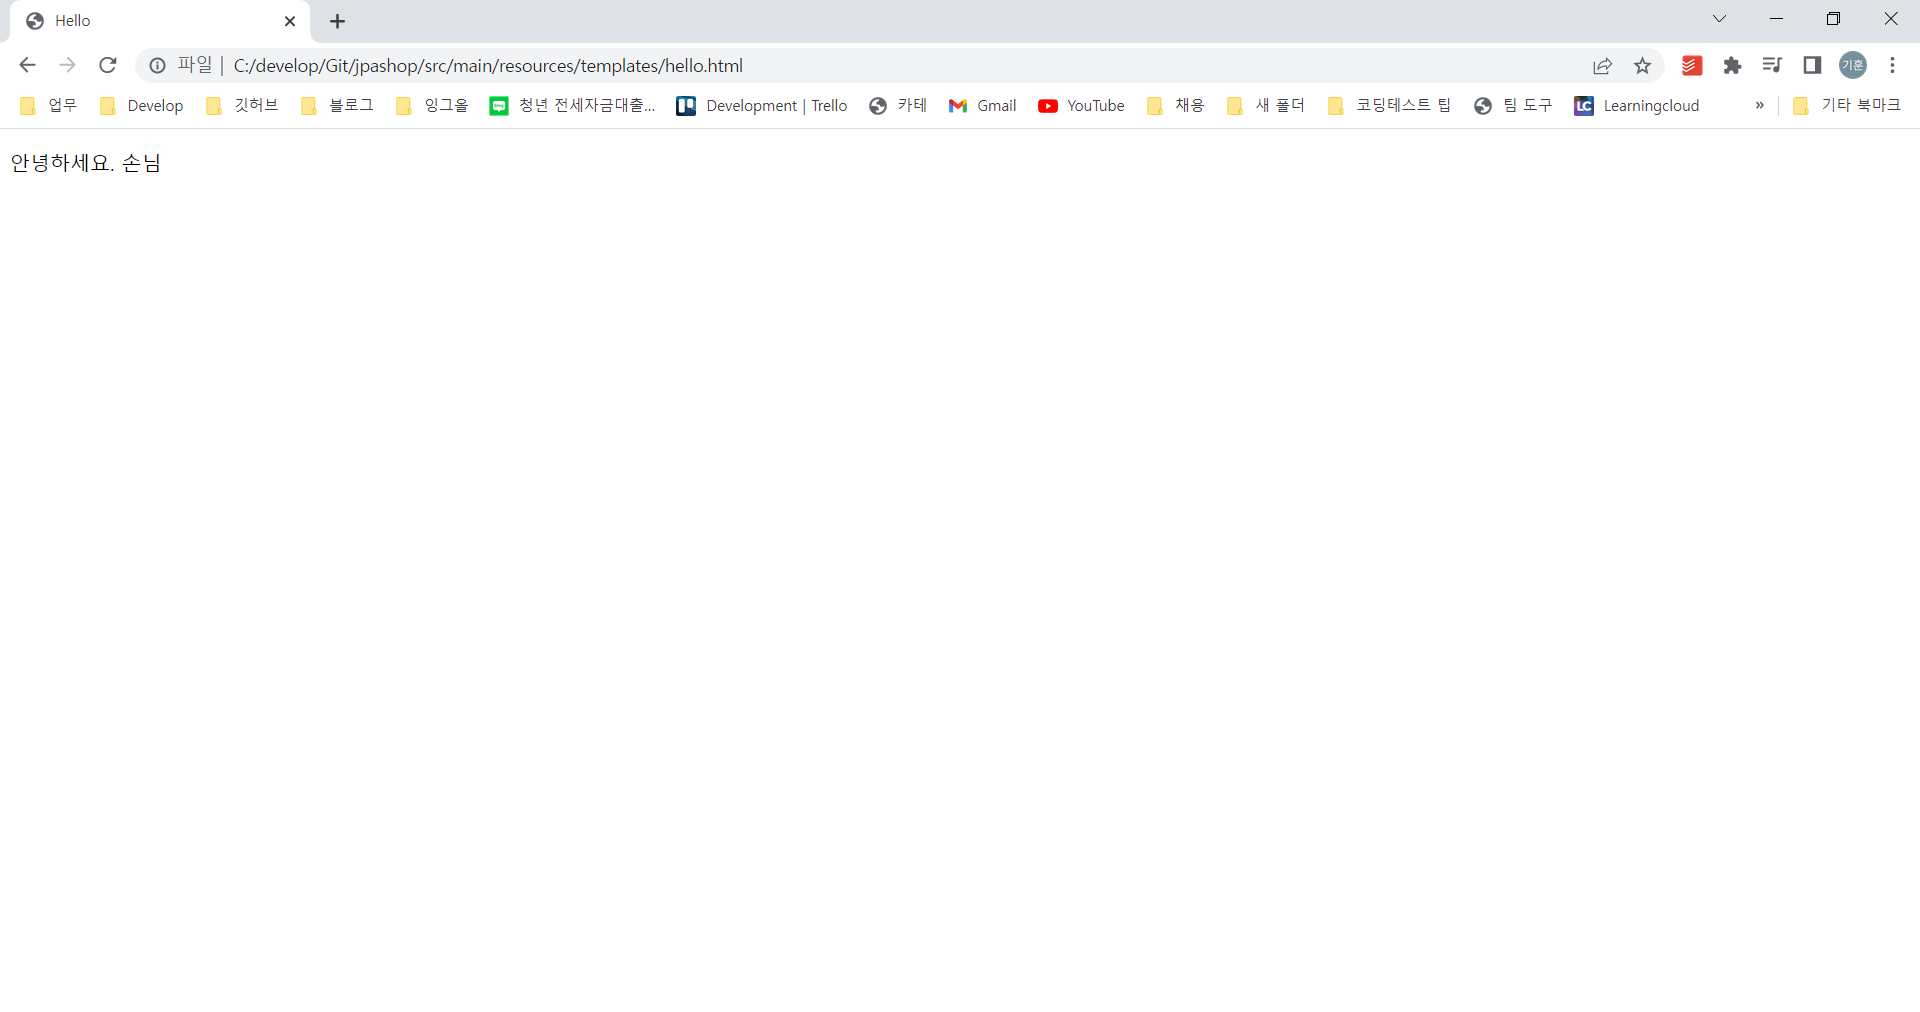 Hello
파일 | C:/develop/Git/jpashop/src/main/resources/templates/hello.html 기훈
업무 Develop 깃허브 블로그 잉그올 청년 전세자금대출... Development | Trello 카테 Gmail YouTube 채용 새 폴더 코딩테스트 팁 팀 도구 LC Learningcloud » 기타 북마크
안녕하세요. 손님